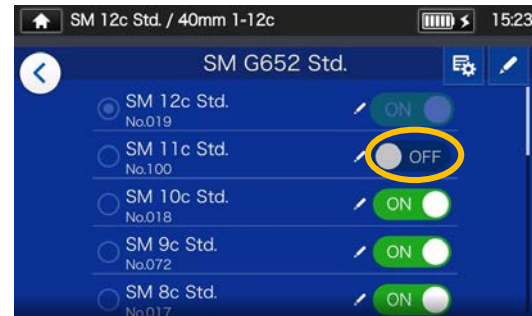 SM 12c Std. / 40mm 1-12c 15:23
SM G652 Std.
SM 12c Std. ON
No.019
SM 11c Std. OFF
No.100
SM 10c Std. ON
No.018
SM 9c Std. ON
No.072
SM 8c Std. ON
No.017